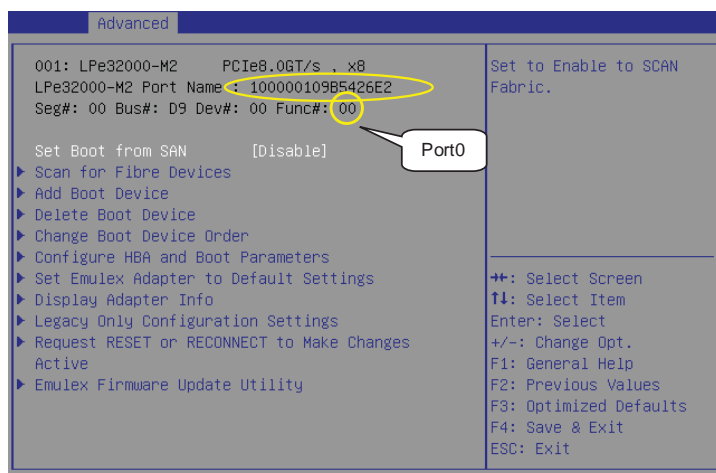 Advanced
001: LPe32000-M2 PCIe8.0GT/s , x8
LPe32000-M2 Port Name : 100000109B5426E2
Seg#: 00 Bus#: D9 Dev#: 00 Func#: 00
Port0
Set Boot from SAN [Disable]
Scan for Fibre Devices
Add Boot Device
Delete Boot Device
Change Boot Device Order
Configure HBA and Boot Parameters
Set Emulex Adapter to Default Settings
Display Adapter Info
Legacy Only Configuration Settings
Request RESET or RECONNECT to Make Changes
Active
Emulex Firmware Update Utility
Set to Enable to SCAN
Fabric.
→←: Select Screen
↑↓: Select Item
Enter: Select
+/-: Change Opt.
F1: General Help
F2: Previous Values
F3: Optimized Defaults
F4: Save & Exit
ESC: Exit